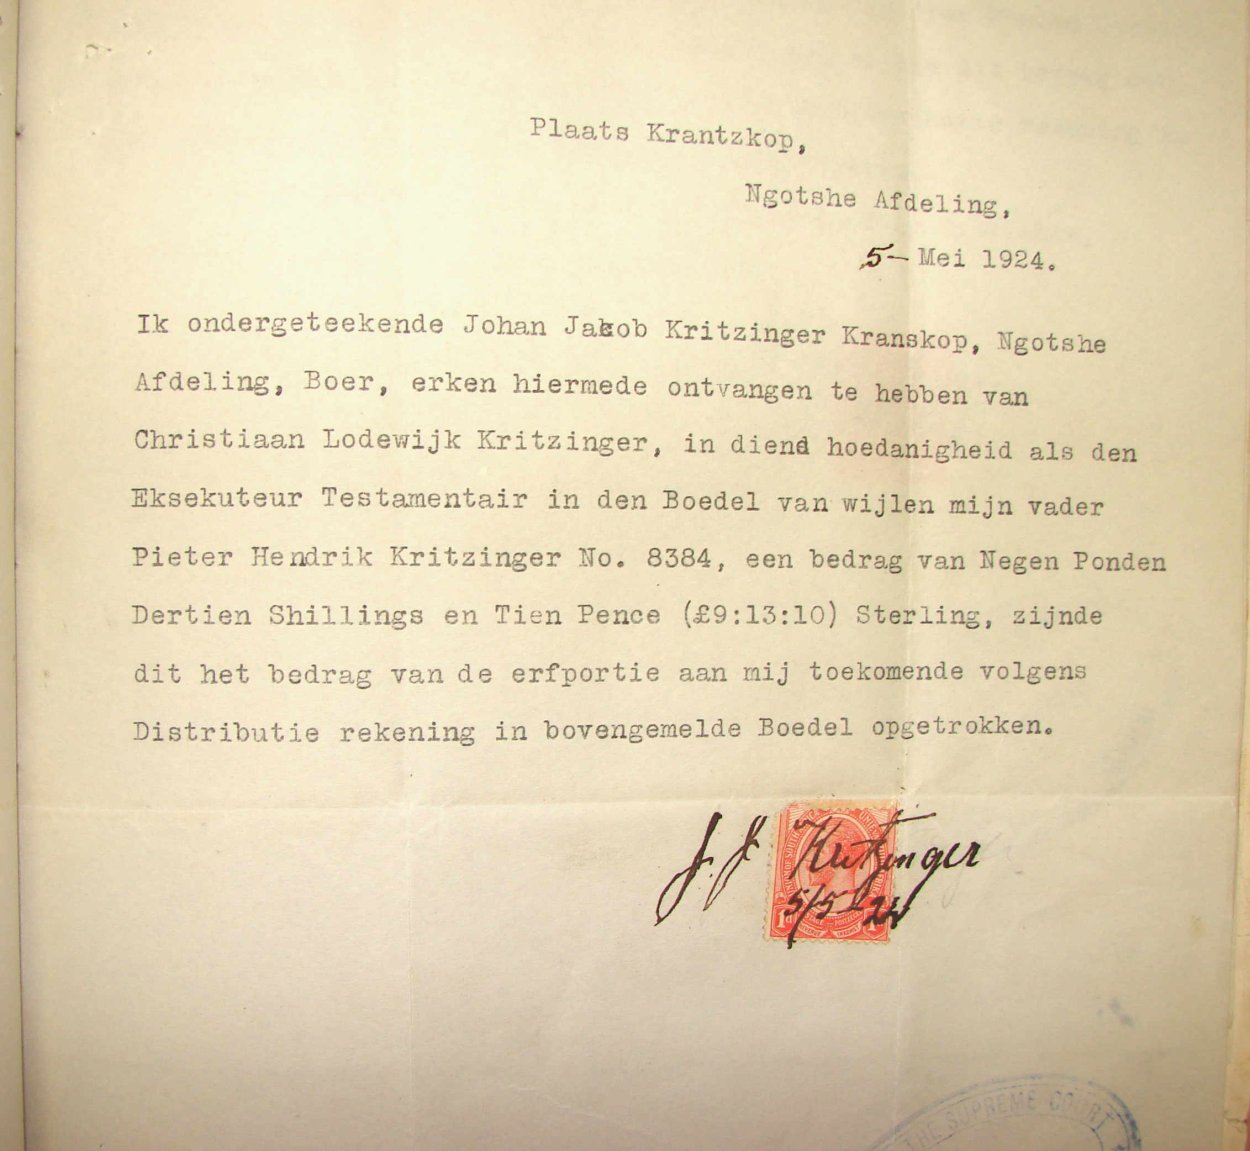 Plaats Krantzkop,
Ngotshe Afdeling,
5- Mei 1924.
Ik ondergeteekende Johan Jakob Kritzinger Kranskop, Ngotshe
Afdeling, Boer, erken hiermede ontvangen te hebben van
Christiaan Lodewijk Kritzinger, in diens hoedanigheid als den
Eksekuteur Testamentair in den Boedel van wijlen mijn vader
Pieter Hendrik Kritzinger No. 8384, een bedrag van Negen Ponden
Dertien Shillings en Tien Pence (£9:13:10) Sterling, zijnde
dit het bedrag van de erfportie aan mij toekomende volgens
Distributie rekening in bovengemelde Boedel opgetrokken.
J. J. Kritzinger
5/5-24
1d 1d
THE SUPREME COURT